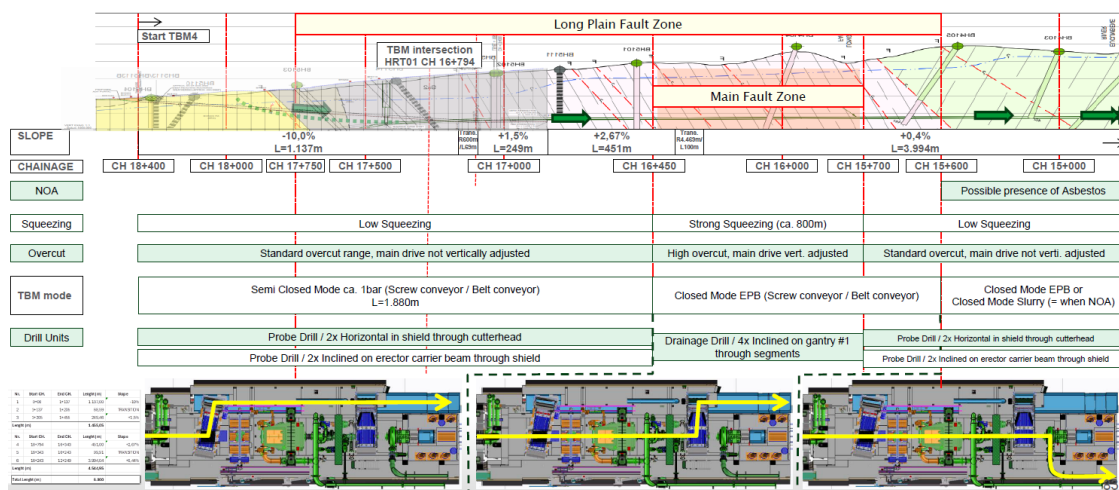 Long Plain Fault Zone
Start TBM4
TBM intersection
HRT01 CH 16+794
Main Fault Zone
SLOPE
-10,0%
L=1.137m
Trans.
+1,5%
L=249m
+2,67%
L=451m
Trans.
R4.463m/
L100m
+0,4%
L=3.994m
CHAINAGE
CH 18+400
CH 18+000
CH 17+750
CH 17+500
CH 17+000
CH 16+450
CH 16+000
CH 15+700
CH 15+600
CH 15+000
NOA
Possible presence of Asbestos
Squeezing
Low Squeezing
Strong Squeezing (ca. 800m)
Low Squeezing
Overcut
Standard overcut range, main drive not vertically adjusted
High overcut, main drive vert. adjusted
Standard overcut, main drive not verti. adjusted
TBM mode
Semi Closed Mode ca. 1bar (Screw conveyor / Belt conveyor)
L=1.880m
Closed Mode EPB (Screw conveyor / Belt conveyor)
Closed Mode EPB or
Closed Mode Slurry (= when NOA)
Drill Units
Probe Drill / 2x Horizontal in shield through cutterhead
Probe Drill / 2x Inclined on erector carrier beam through shield
Drainage Drill / 4x Inclined on gantry #1
through segments
Probe Drill / 2x Horizontal in shield through cutterhead
Probe Drill / 2x Inclined on erector carrier beam through shield